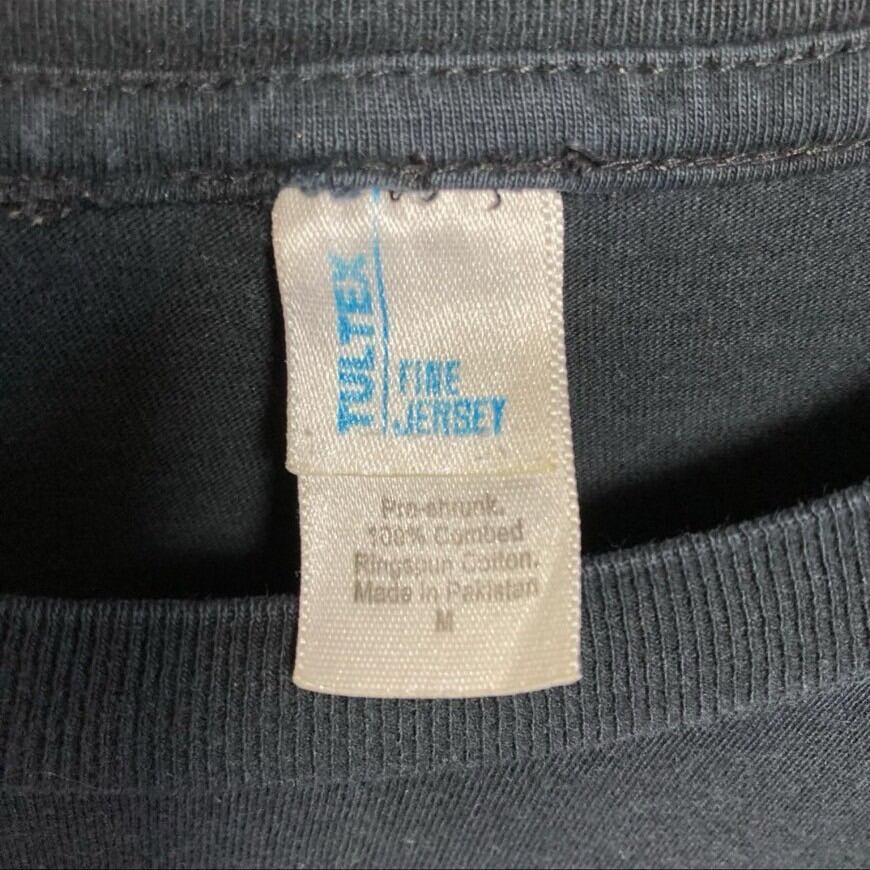 TULTEX
FINE
JERSEY
Pre-shrunk.
100% Combed
Ringspun Cotton.
Made in Pakistan
M